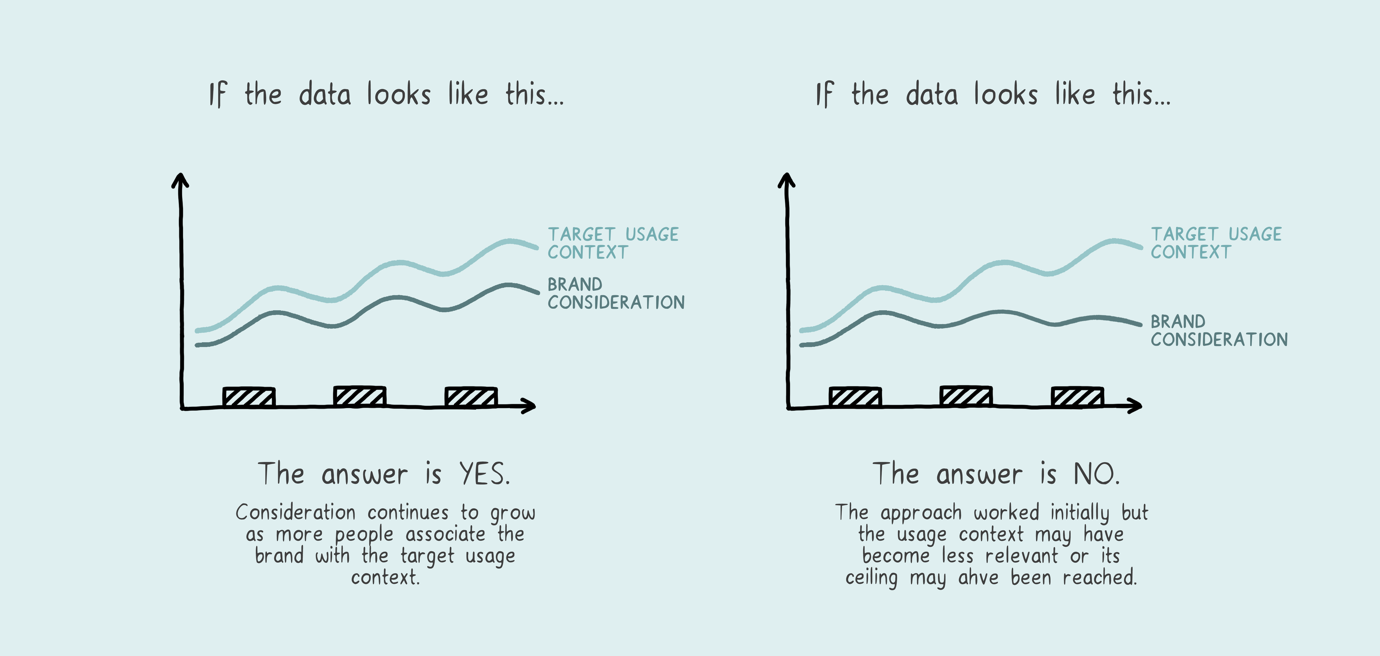 If the data looks like this...
TARGET USAGE
CONTEXT
BRAND
CONSIDERATION
The answer is YES.
Consideration continues to grow
as more people associate the
brand with the target usage
context.
If the data looks like this...
TARGET USAGE
CONTEXT
BRAND
CONSIDERATION
The answer is NO.
The approach worked initially but
the usage context may have
become less relevant or its
ceiling may ahve been reached.